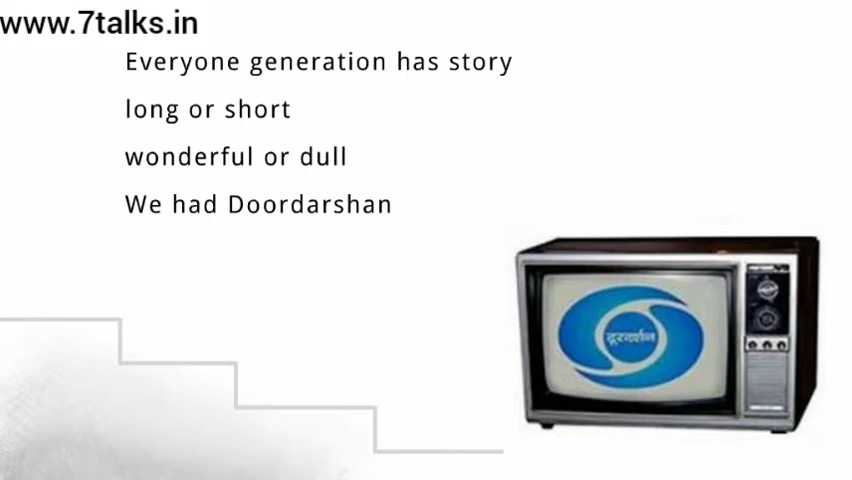 www.7talks.in
Everyone generation has story
long or short
wonderful or dull
We had Doordarshan
दूरदर्शन